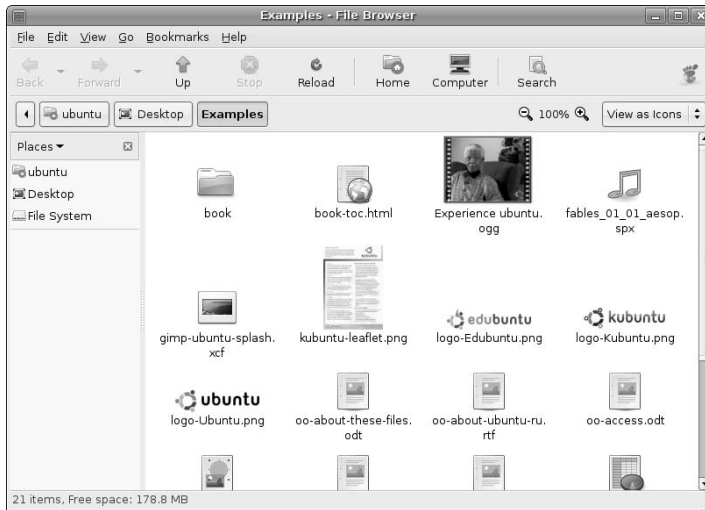 Examples - File Browser
File Edit View Go Bookmarks Help
Back Forward Up Stop Reload Home Computer Search
ubuntu Desktop Examples 100% View as Icons
Places
ubuntu
Desktop
File System
book
book-toc.html
Experience ubuntu.
ogg
fables_01_01_aesop.
spx
gimp-ubuntu-splash.
xcf
kubuntu-leaflet.png
edubuntu
logo-Edubuntu.png
kubuntu
logo-Kubuntu.png
ubuntu
logo-Ubuntu.png
oo-about-these-files.
odt
oo-about-ubuntu-ru.
rtf
oo-access.odt
21 items, Free space: 178.8 MB